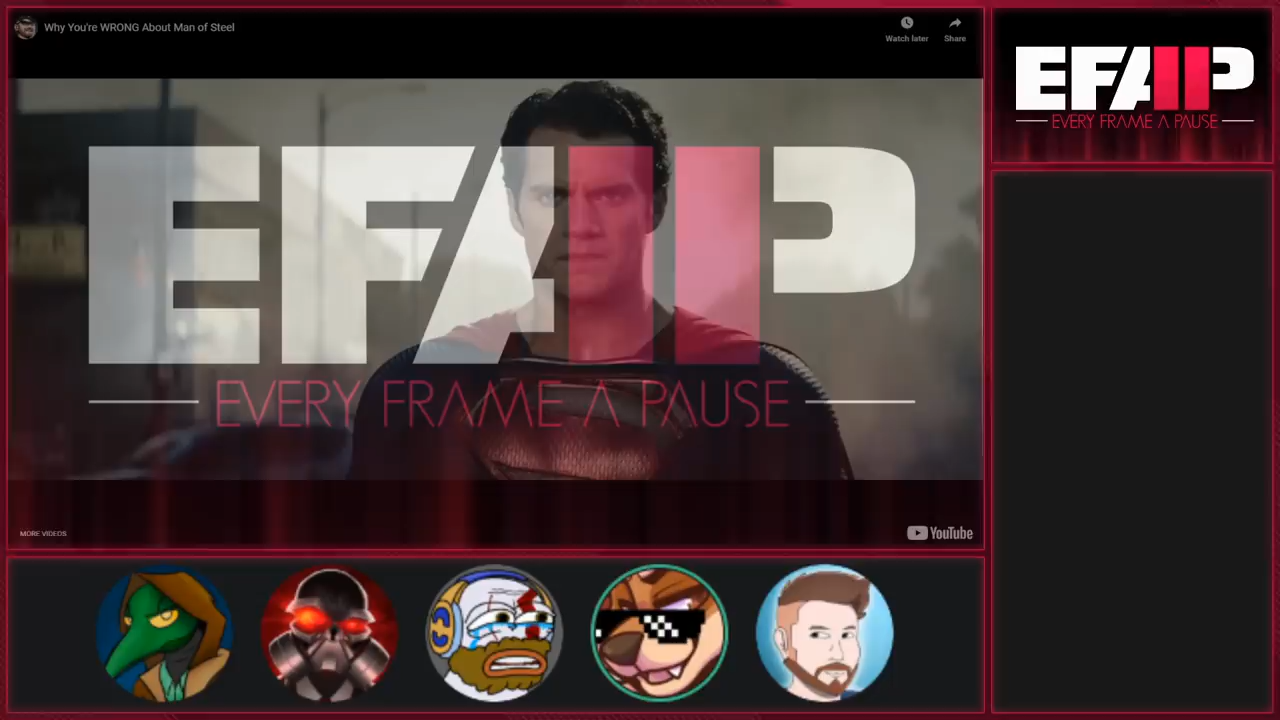 Why You're WRONG About Man of Steel
Watch later
Share
EFAP
EVERY FRAME A PAUSE
EFAP
EVERY FRAME A PAUSE
MORE VIDEOS
YouTube